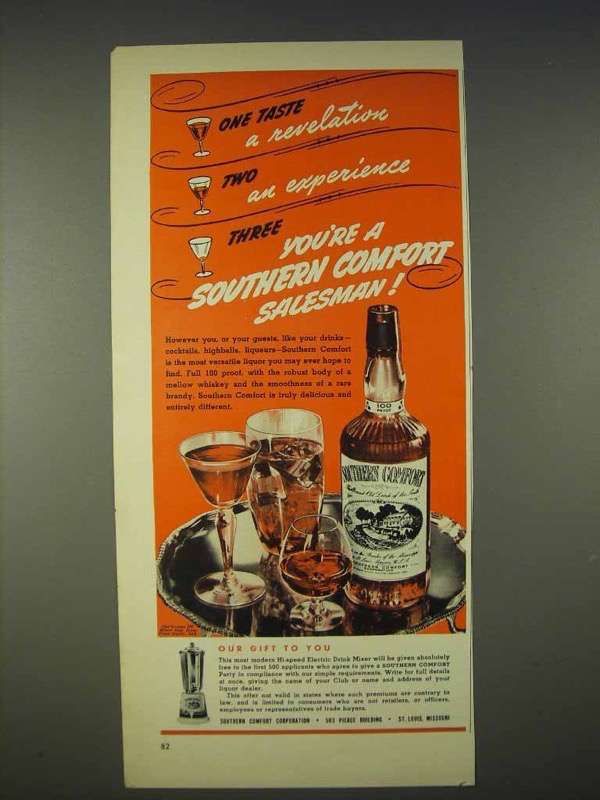 ONE TASTE
a revelation
TWO
an experience
THREE
YOU'RE A
SOUTHERN COMFORT
SALESMAN!
However you, or your guests, like your drinks—
cocktails, highballs, liqueurs—Southern Comfort
is the most versatile liquor you may ever hope to
find. Full 100 proof, with the robust body of a
mellow whiskey and the smoothness of a rare
brandy, Southern Comfort is truly delicious and
entirely different.
100
PROOF
SOUTHERN COMFORT
SOUTHERN COMFORT
OUR GIFT TO YOU
This most modern Hi-speed Electric Drink Mixer will be given absolutely
free to the first 500 applicants who agree to give a SOUTHERN COMFORT
Party in compliance with our simple requirements. Write for full details
at once, giving the name of your Club or name and address of your
liquor dealer.
This offer not valid in states where such premiums are contrary to
law, and is limited to consumers who are not retailers, or officers,
employees or representatives of trade buyers.
SOUTHERN COMFORT CORPORATION • 503 PIERCE BUILDING • ST. LOUIS, MISSOURI
82